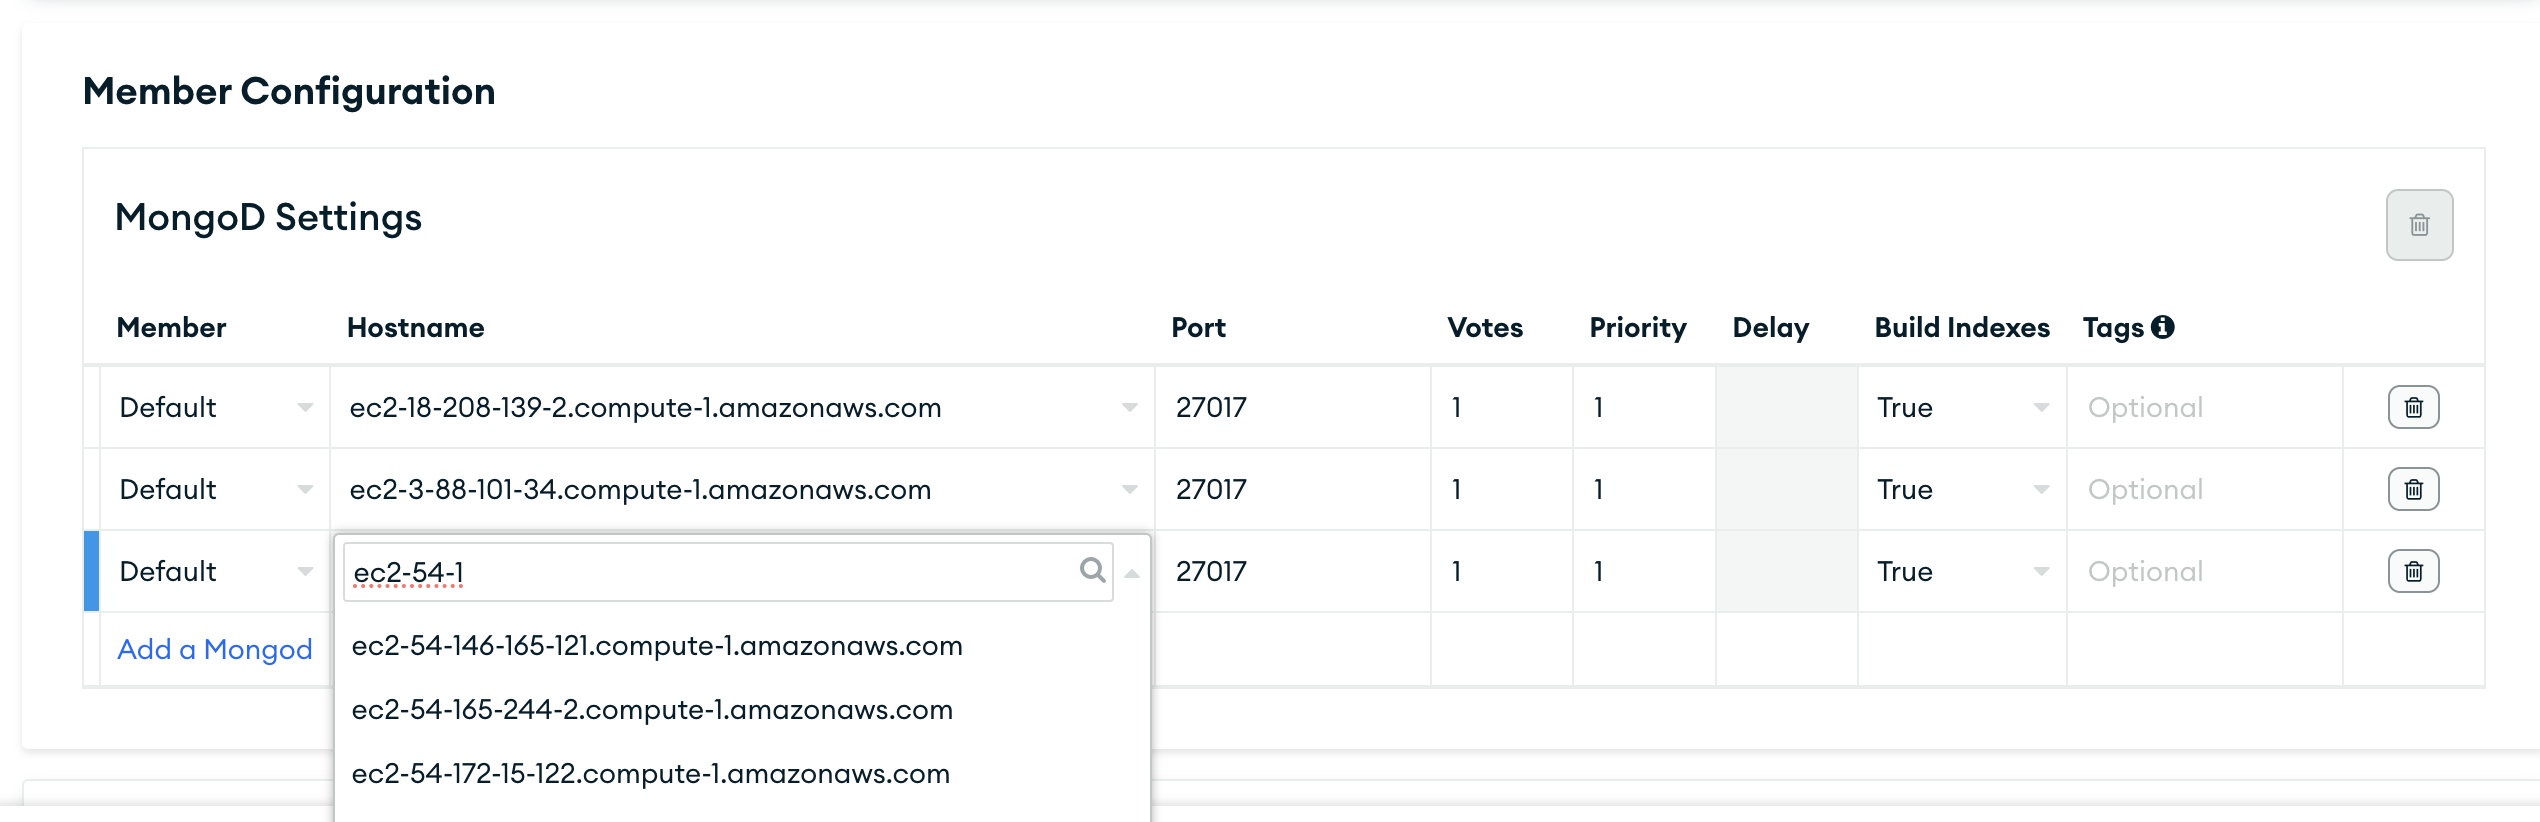 Member Configuration
MongoD Settings
Member Hostname Port Votes Priority Delay Build Indexes Tags
Default ec2-18-208-139-2.compute-1.amazonaws.com 27017 1 1 True Optional
Default ec2-3-88-101-34.compute-1.amazonaws.com 27017 1 1 True Optional
Default ec2-54-1 27017 1 1 True Optional
ec2-54-146-165-121.compute-1.amazonaws.com
Add a Mongod
ec2-54-165-244-2.compute-1.amazonaws.com
ec2-54-172-15-122.compute-1.amazonaws.com